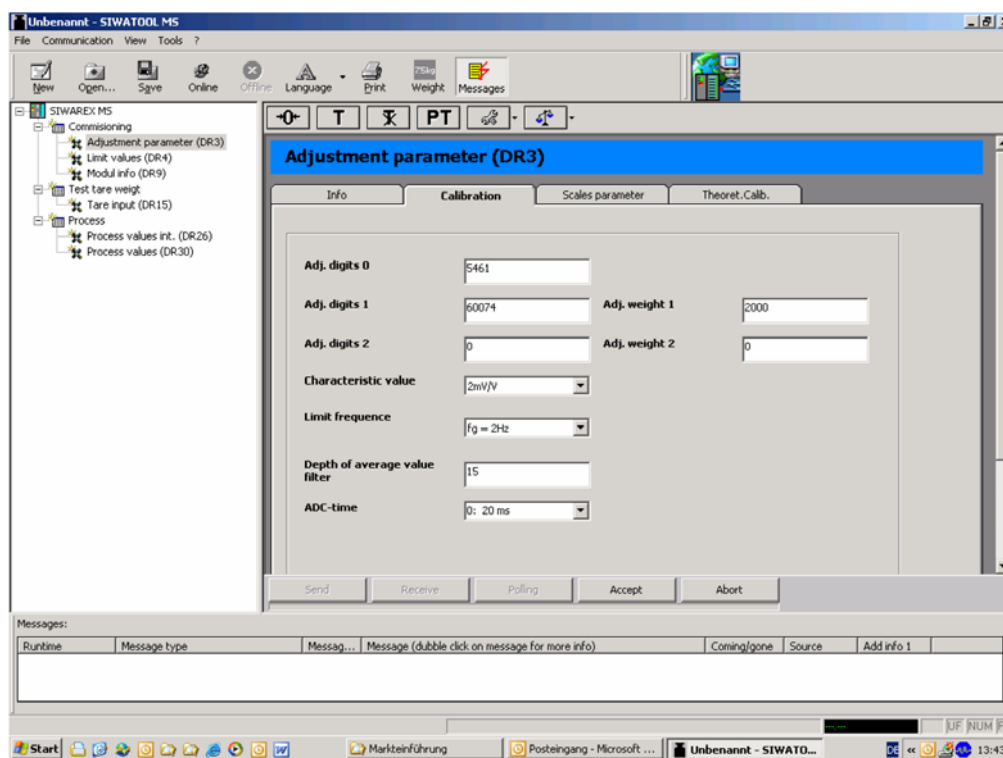 Unbenannt - SIWATOOL MS
File Communication View Tools ?
New Open... Save Online Offline Language Print Weight Messages
75kg
SIWAREX MS
Commisioning
Adjustment parameter (DR3)
Limit values (DR4)
Modul info (DR9)
Test tare weigt
Tare input (DR15)
Process
Process values int. (DR26)
Process values (DR30)
0 T T PT
Adjustment parameter (DR3)
Info Calibration Scales parameter Theoret.Calib.
Adj. digits 0 5461
Adj. digits 1 60074 Adj. weight 1 2000
Adj. digits 2 0 Adj. weight 2 0
Characteristic value 2mV/V
Limit frequence fg = 2Hz
Depth of average value
filter 15
ADC-time 0: 20 ms
Send Receive Polling Accept Abort
Messages:
Runtime Message type Messag... Message (dubble click on message for more info) Coming/gone Source Add info 1
UF NUM
Start Markteinführung Posteingang - Microsoft ... Unbenannt - SIWATO... DE « 13:43